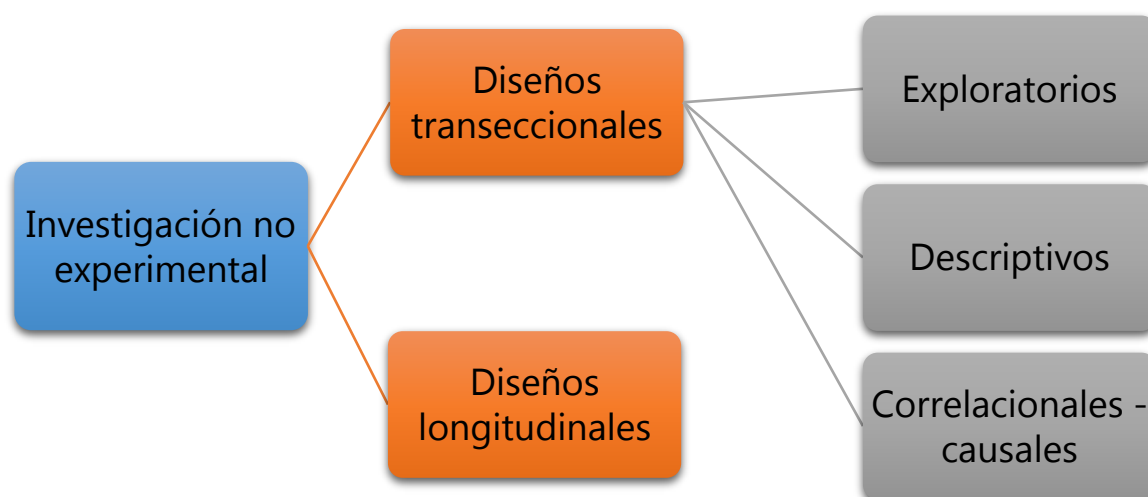 Investigación no
experimental
Diseños
transeccionales
Diseños
longitudinales
Exploratorios
Descriptivos
Correlacionales -
causales